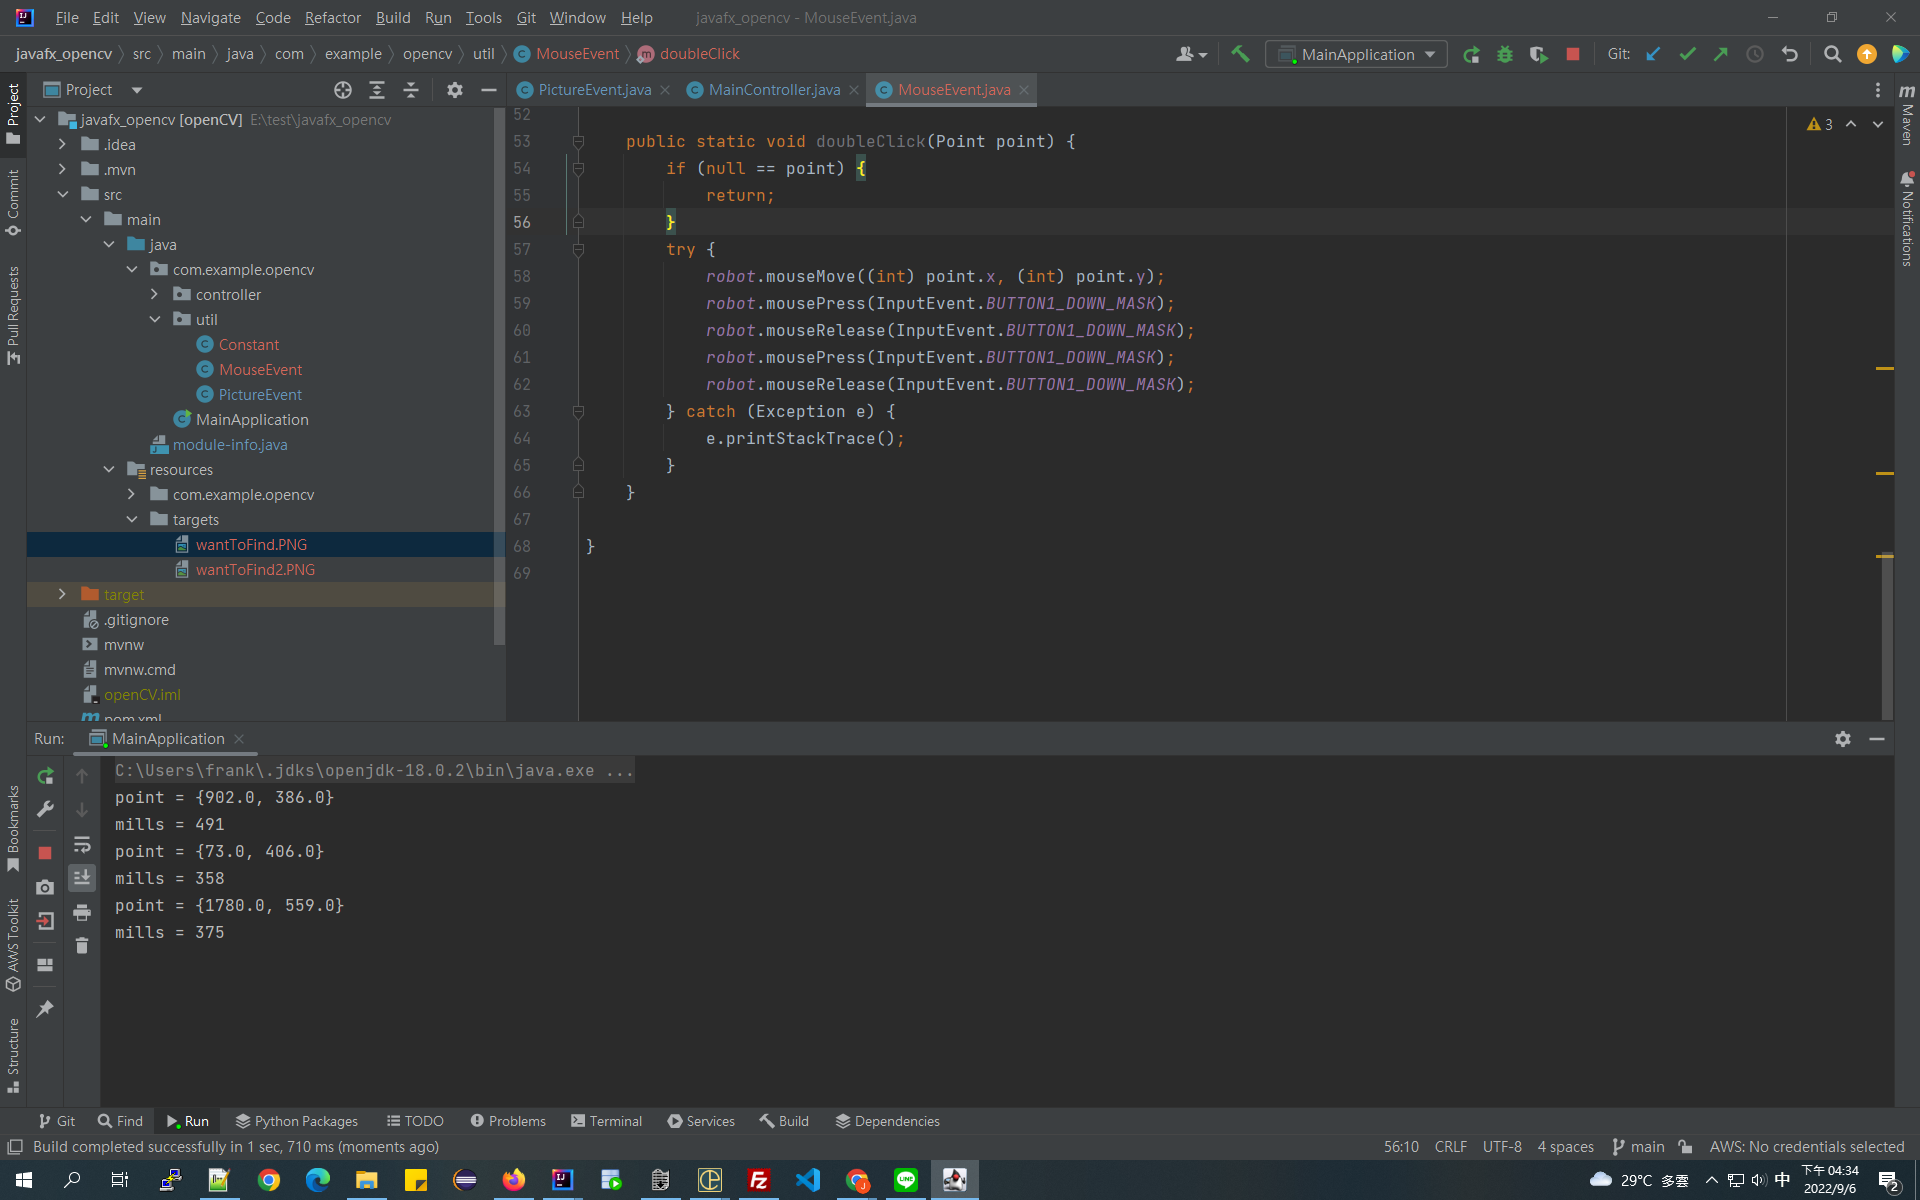 File Edit View Navigate Code Refactor Build Run Tools Git Window Help javafx_opencv - MouseEvent.java
javafx_opencv src main java com example opencv util MouseEvent doubleClick
MainApplication Git:
Project
PictureEvent.java MainController.java MouseEvent.java
javafx_opencv [openCV] E:\test\javafx_opencv
.idea
.mvn
src
main
java
com.example.opencv
controller
util
Constant
MouseEvent
PictureEvent
MainApplication
module-info.java
resources
com.example.opencv
targets
wantToFind.PNG
wantToFind2.PNG
target
.gitignore
mvnw
mvnw.cmd
openCV.iml
pom.xml
52
53 public static void doubleClick(Point point) {
54 if (null == point) {
55 return;
56 }
57 try {
58 robot.mouseMove((int) point.x, (int) point.y);
59 robot.mousePress(InputEvent.BUTTON1_DOWN_MASK);
60 robot.mouseRelease(InputEvent.BUTTON1_DOWN_MASK);
61 robot.mousePress(InputEvent.BUTTON1_DOWN_MASK);
62 robot.mouseRelease(InputEvent.BUTTON1_DOWN_MASK);
63 } catch (Exception e) {
64 e.printStackTrace();
65 }
66 }
67
68 }
69
3
Project
Commit
Pull Requests
Bookmarks
AWS Toolkit
Structure
Maven
Notifications
Run: MainApplication
C:\Users\frank\.jdks\openjdk-18.0.2\bin\java.exe ...
point = {902.0, 386.0}
mills = 491
point = {73.0, 406.0}
mills = 358
point = {1780.0, 559.0}
mills = 375
Git Find Run Python Packages TODO Problems Terminal Services Build Dependencies
Build completed successfully in 1 sec, 710 ms (moments ago)
56:10 CRLF UTF-8 4 spaces main AWS: No credentials selected
29°C 多雲 中 下午 04:34
2022/9/6
2